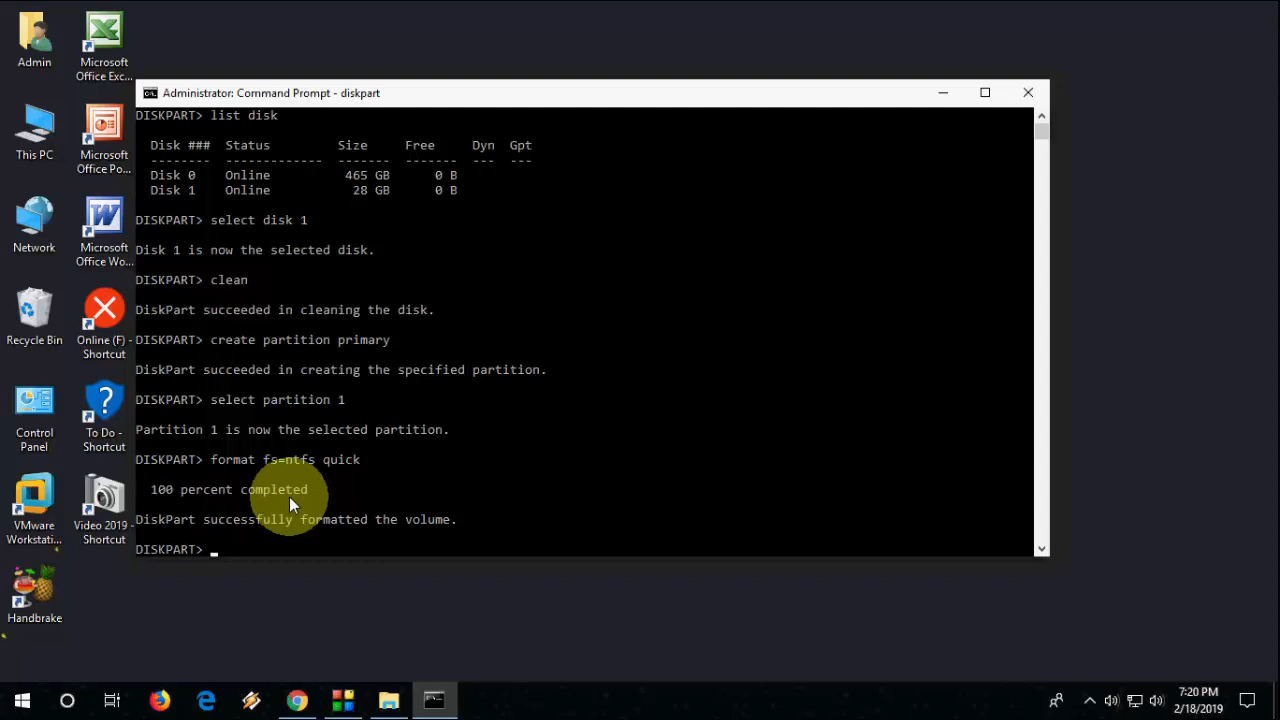 Admin
Microsoft
Office Exc...
This PC
Microsoft
Office Po...
Network
Microsoft
Office Wo...
Recycle Bin
Online (F) -
Shortcut
Control
Panel
To Do -
Shortcut
VMware
Workstati...
Video 2019 -
Shortcut
Handbrake
Administrator: Command Prompt - diskpart
DISKPART> list disk
Disk ### Status Size Free Dyn Gpt
-------- ------------- ------- ------- --- ---
Disk 0 Online 465 GB 0 B
Disk 1 Online 28 GB 0 B
DISKPART> select disk 1
Disk 1 is now the selected disk.
DISKPART> clean
DiskPart succeeded in cleaning the disk.
DISKPART> create partition primary
DiskPart succeeded in creating the specified partition.
DISKPART> select partition 1
Partition 1 is now the selected partition.
DISKPART> format fs=ntfs quick
100 percent completed
DiskPart successfully formatted the volume.
DISKPART>
7:20 PM
2/18/2019